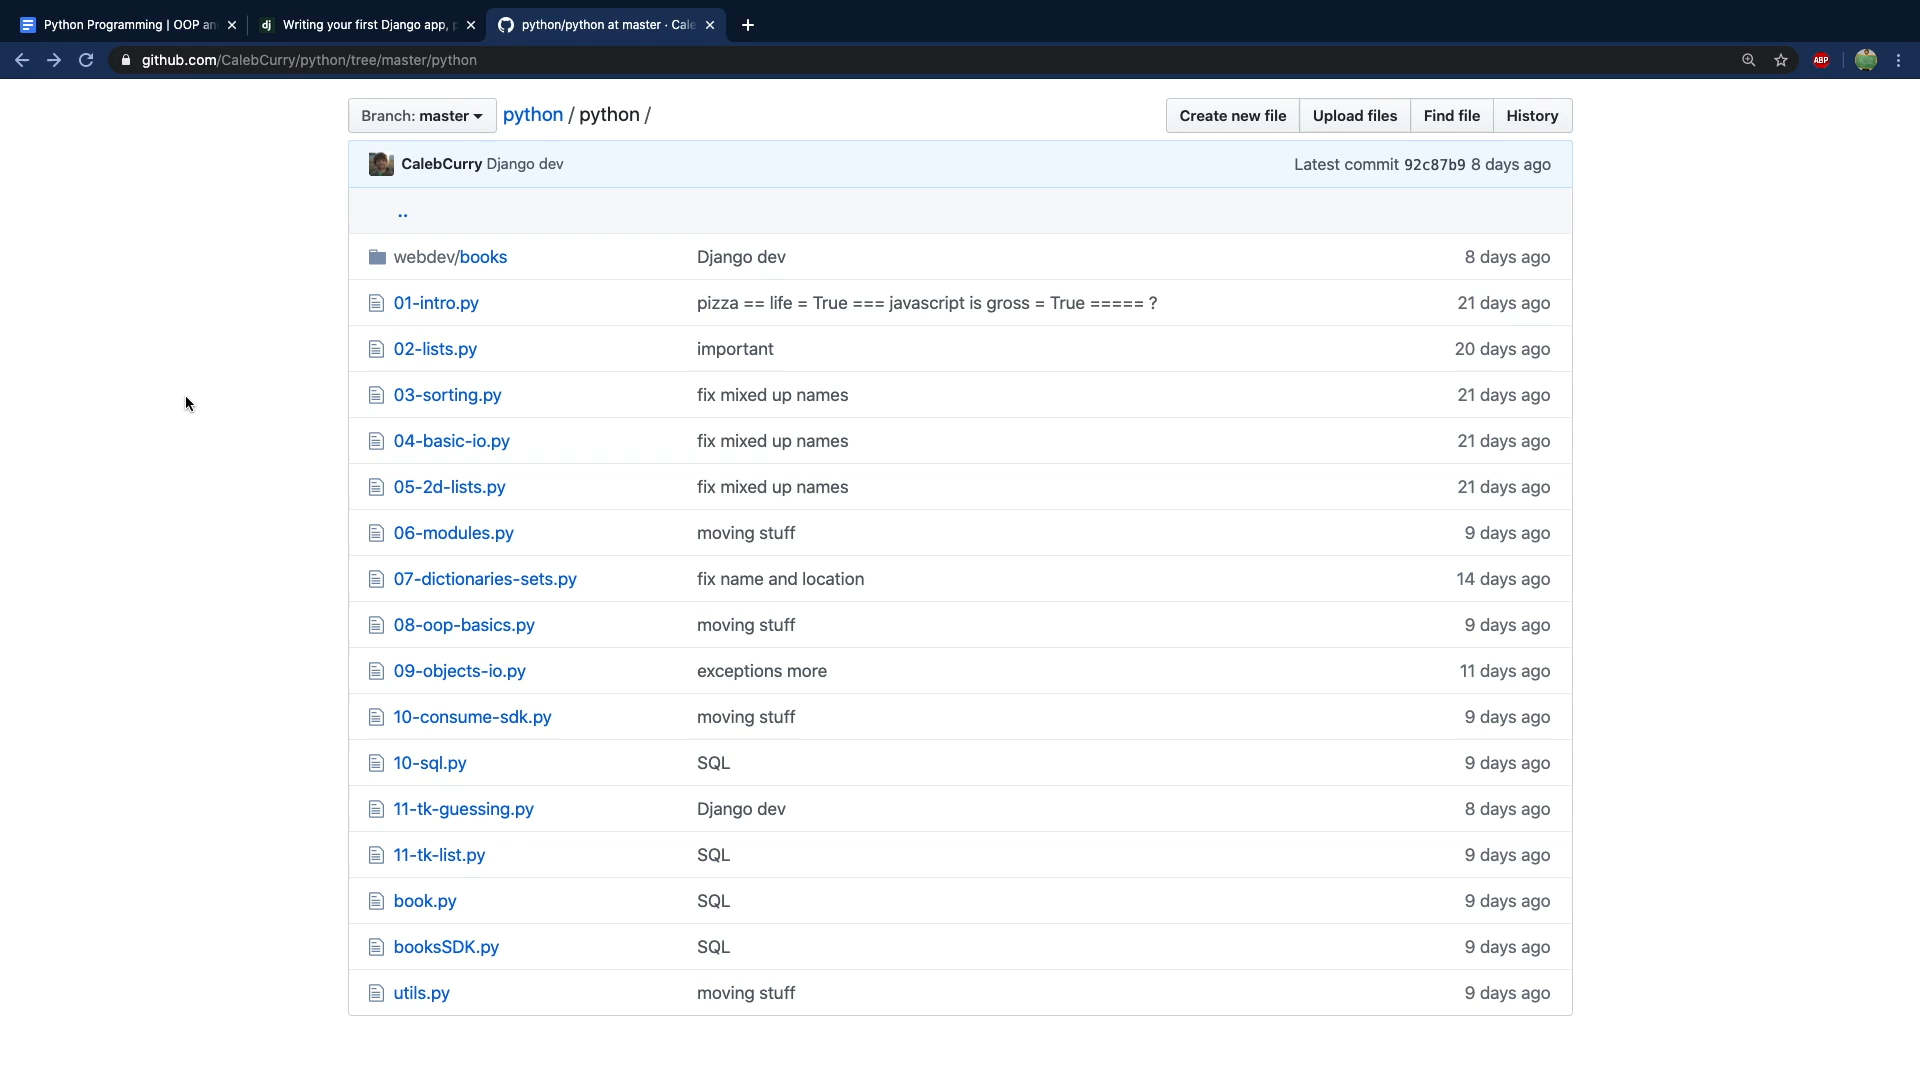 Python Programming | OOP an
dj Writing your first Django app, p
python/python at master · Cale
github.com/CalebCurry/python/tree/master/python
ABP
Branch: master
python / python /
Create new file
Upload files
Find file
History
CalebCurry Django dev
Latest commit 92c87b9 8 days ago
..
webdev/books Django dev 8 days ago
01-intro.py pizza == life = True === javascript is gross = True ===== ? 21 days ago
02-lists.py important 20 days ago
03-sorting.py fix mixed up names 21 days ago
04-basic-io.py fix mixed up names 21 days ago
05-2d-lists.py fix mixed up names 21 days ago
06-modules.py moving stuff 9 days ago
07-dictionaries-sets.py fix name and location 14 days ago
08-oop-basics.py moving stuff 9 days ago
09-objects-io.py exceptions more 11 days ago
10-consume-sdk.py moving stuff 9 days ago
10-sql.py SQL 9 days ago
11-tk-guessing.py Django dev 8 days ago
11-tk-list.py SQL 9 days ago
book.py SQL 9 days ago
booksSDK.py SQL 9 days ago
utils.py moving stuff 9 days ago